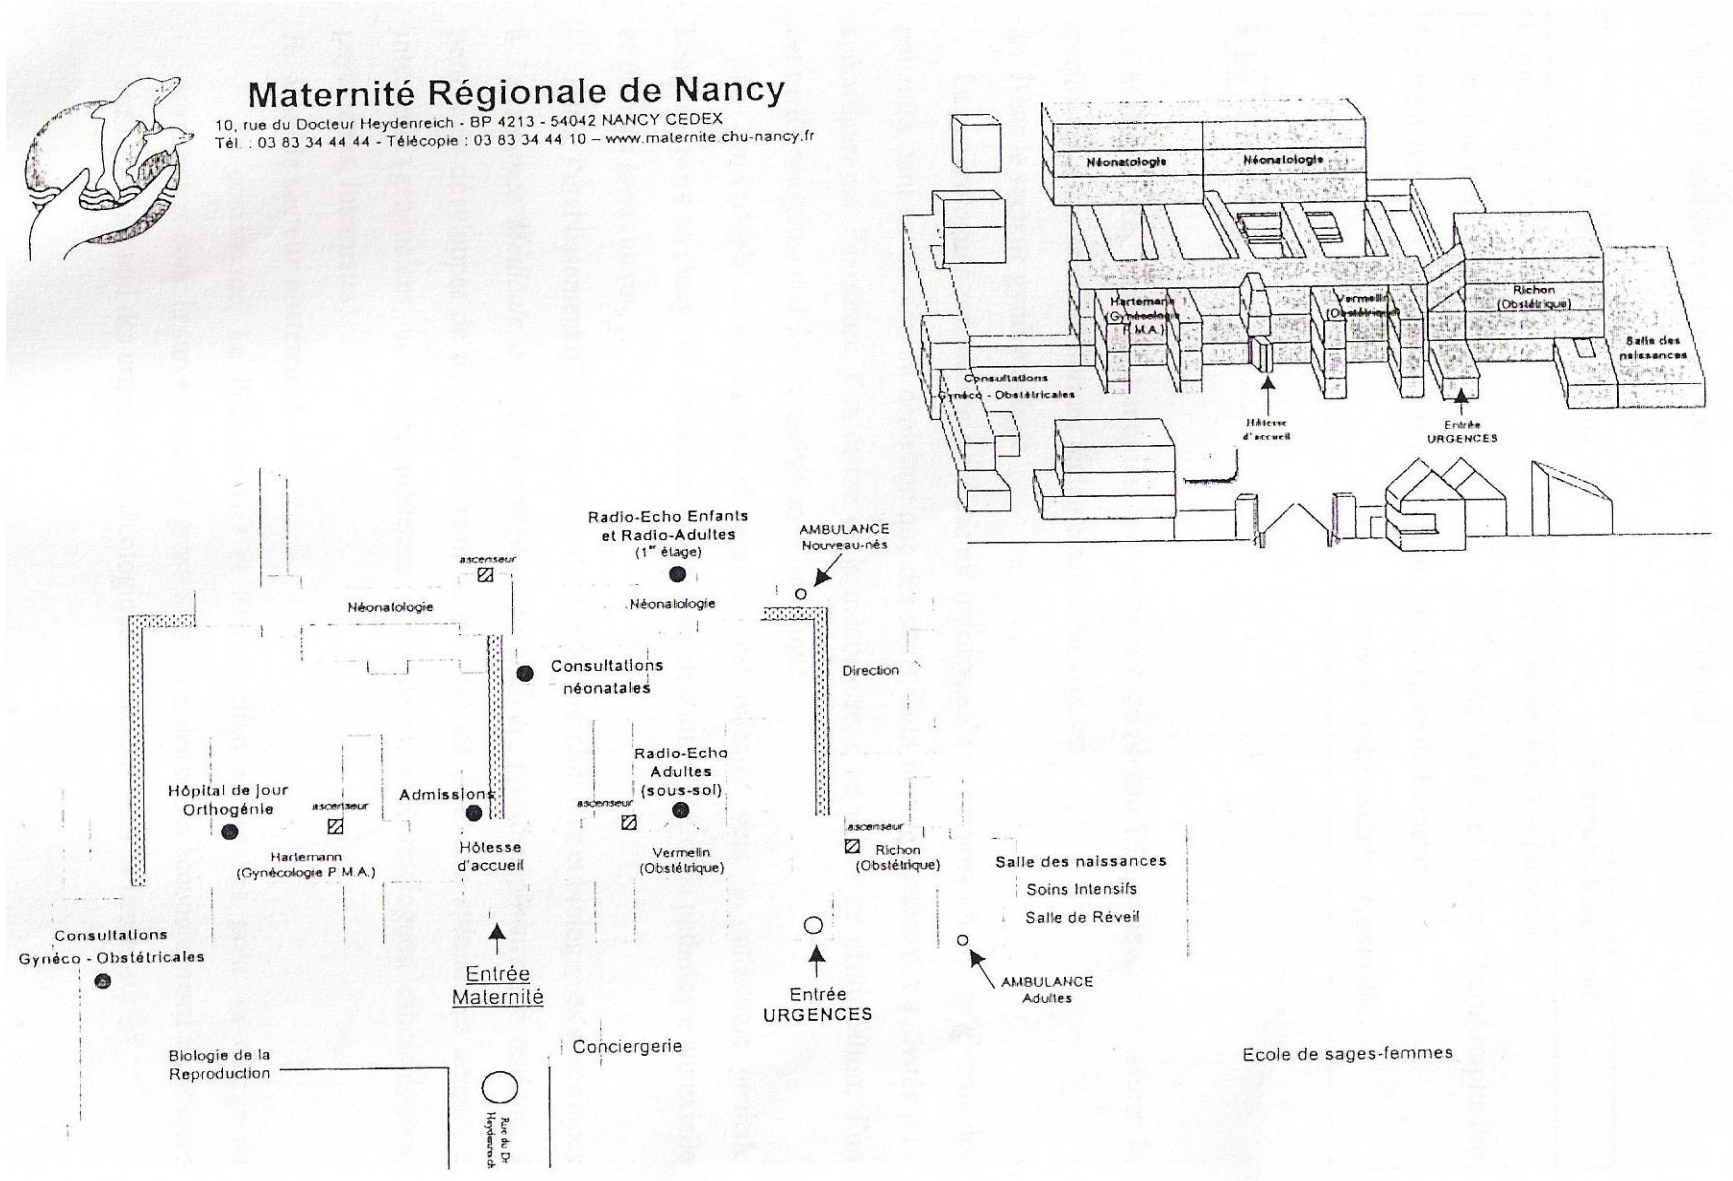 Maternité Régionale de Nancy
10, rue du Docteur Heydenreich - BP 4213 - 54042 NANCY CEDEX
Tél. : 03 83 34 44 44 - Télécopie : 03 83 34 44 10 – www.maternite.chu-nancy.fr
Néonatologie
Néonatologie
Hartemann
(Gynécologie
P.M.A.)
Vermelin
(Obstétrique)
Richon
(Obstétrique)
Salle des
naissances
Consultations
Gynéco - Obstétricales
Hôtesse
d'accueil
Entrée
URGENCES
Radio-Echo Enfants
et Radio-Adultes
(1er étage)
AMBULANCE
Nouveau-nés
ascenseur
Néonatologie
Néonatologie
Consultations
néonatales
Direction
Radio-Echo
Adultes
(sous-sol)
Hôpital de jour
Orthogénie
ascenseur
Admissions
ascenseur
ascenseur
Hartemann
(Gynécologie P.M.A.)
Hôtesse
d'accueil
Vermelin
(Obstétrique)
Richon
(Obstétrique)
Salle des naissances
Soins Intensifs
Salle de Réveil
Consultations
Gynéco - Obstétricales
Entrée
Maternité
Entrée
URGENCES
AMBULANCE
Adultes
Conciergerie
Biologie de la
Reproduction
Ecole de sages-femmes
Rue du Dr
Heydenreich